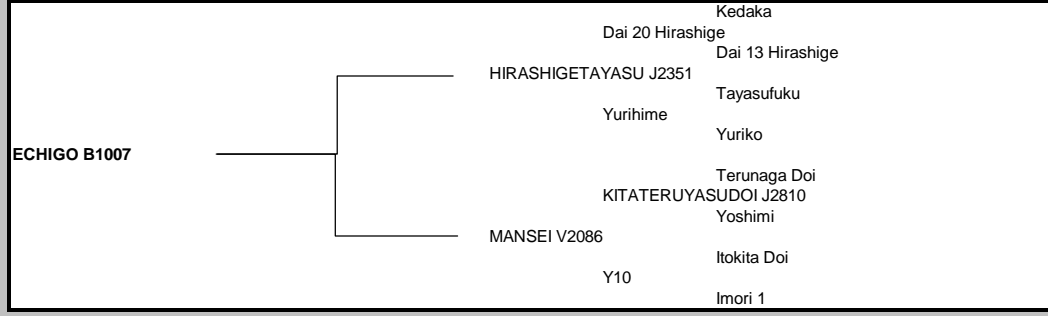 Kedaka
Dai 20 Hirashige
Dai 13 Hirashige
HIRASHIGETAYASU J2351
Tayasufuku
Yurihime
Yuriko
ECHIGO B1007
Terunaga Doi
KITATERUYASUDOI J2810
Yoshimi
MANSEI V2086
Itokita Doi
Y10
Imori 1